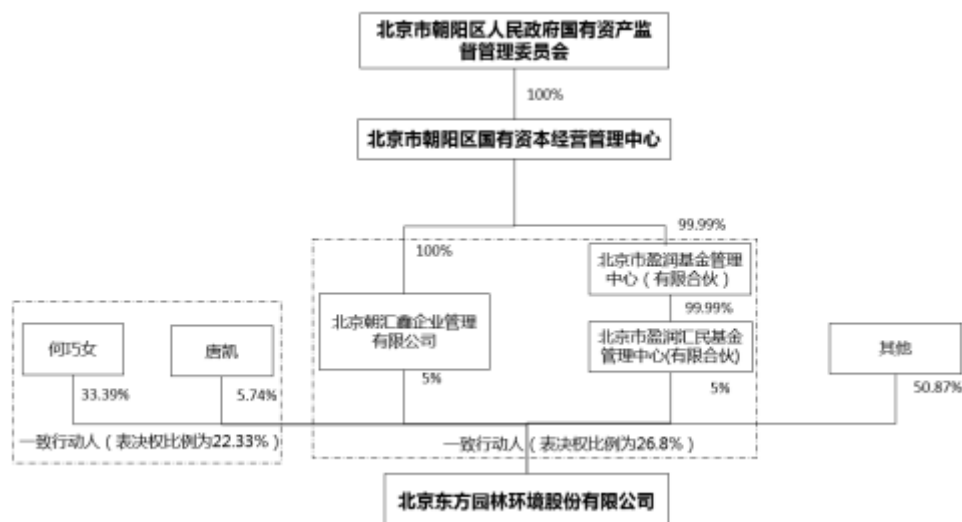 北京市朝阳区人民政府国有资产监
督管理委员会
100%
北京市朝阳区国有资本经营管理中心
99.99%
100%
北京市盈润基金管理
中心（有限合伙）
99.99%
北京朝汇鑫企业管理
有限公司
北京市盈润汇民基金
管理中心(有限合伙)
何巧女
唐凯
其他
33.39%
5.74%
5%
5%
50.87%
一致行动人（表决权比例为22.33%）
一致行动人（表决权比例为26.8%）
北京东方园林环境股份有限公司